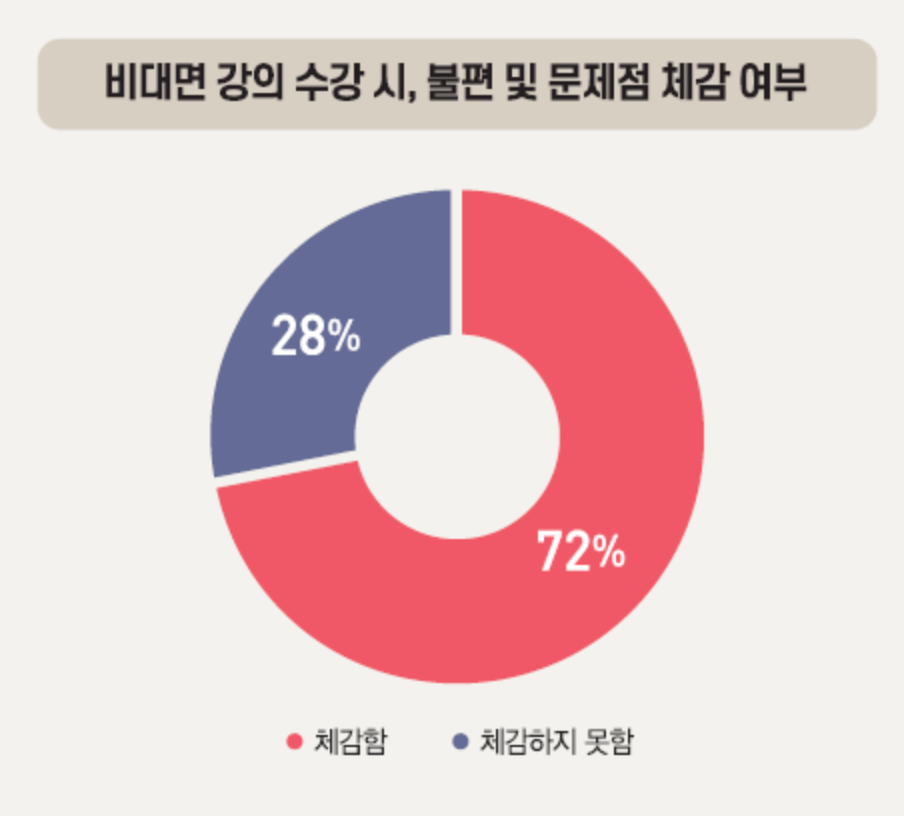 비대면 강의 수강 시, 불편 및 문제점 체감 여부
28%
72%
체감함 체감하지 못함